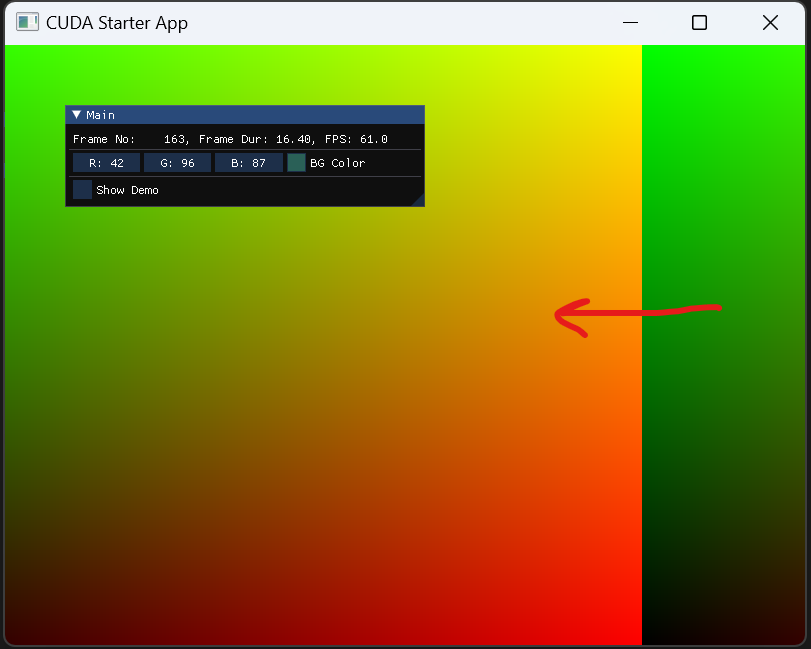 CUDA Starter App
Main
Frame No:    163, Frame Dur: 16.40, FPS: 61.0
R: 42 G: 96 B: 87 BG Color
Show Demo